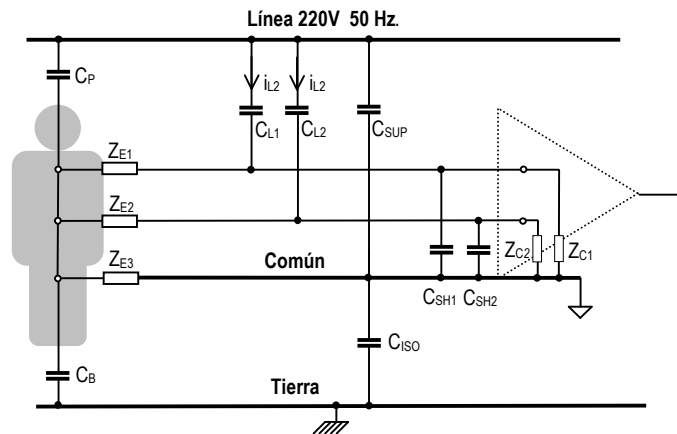 Línea 220V 50 Hz.
CP
iL2
iL2
CL1
CL2
CSUP
ZE1
ZE2
ZC2
ZC1
ZE3
Común
CSH1
CSH2
CISO
CB
Tierra